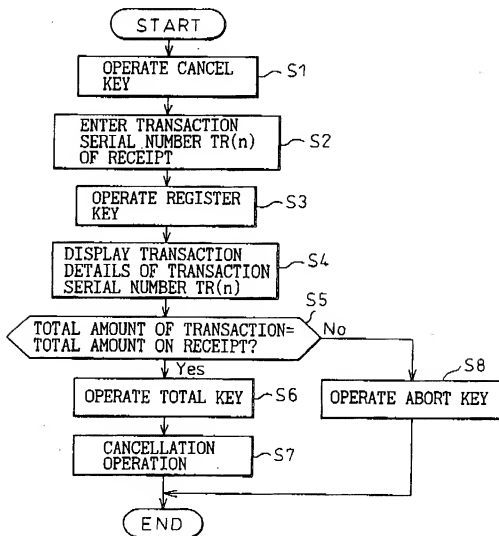 START
OPERATE CANCEL
KEY
S1
ENTER TRANSACTION
SERIAL NUMBER TR(n)
OF RECEIPT
S2
OPERATE REGISTER
KEY
S3
DISPLAY TRANSACTION
DETAILS OF TRANSACTION
SERIAL NUMBER TR(n)
S4
S5
TOTAL AMOUNT OF TRANSACTION=
TOTAL AMOUNT ON RECEIPT?
No
Yes
S8
OPERATE TOTAL KEY
S6
OPERATE ABORT KEY
CANCELLATION
OPERATION
S7
END